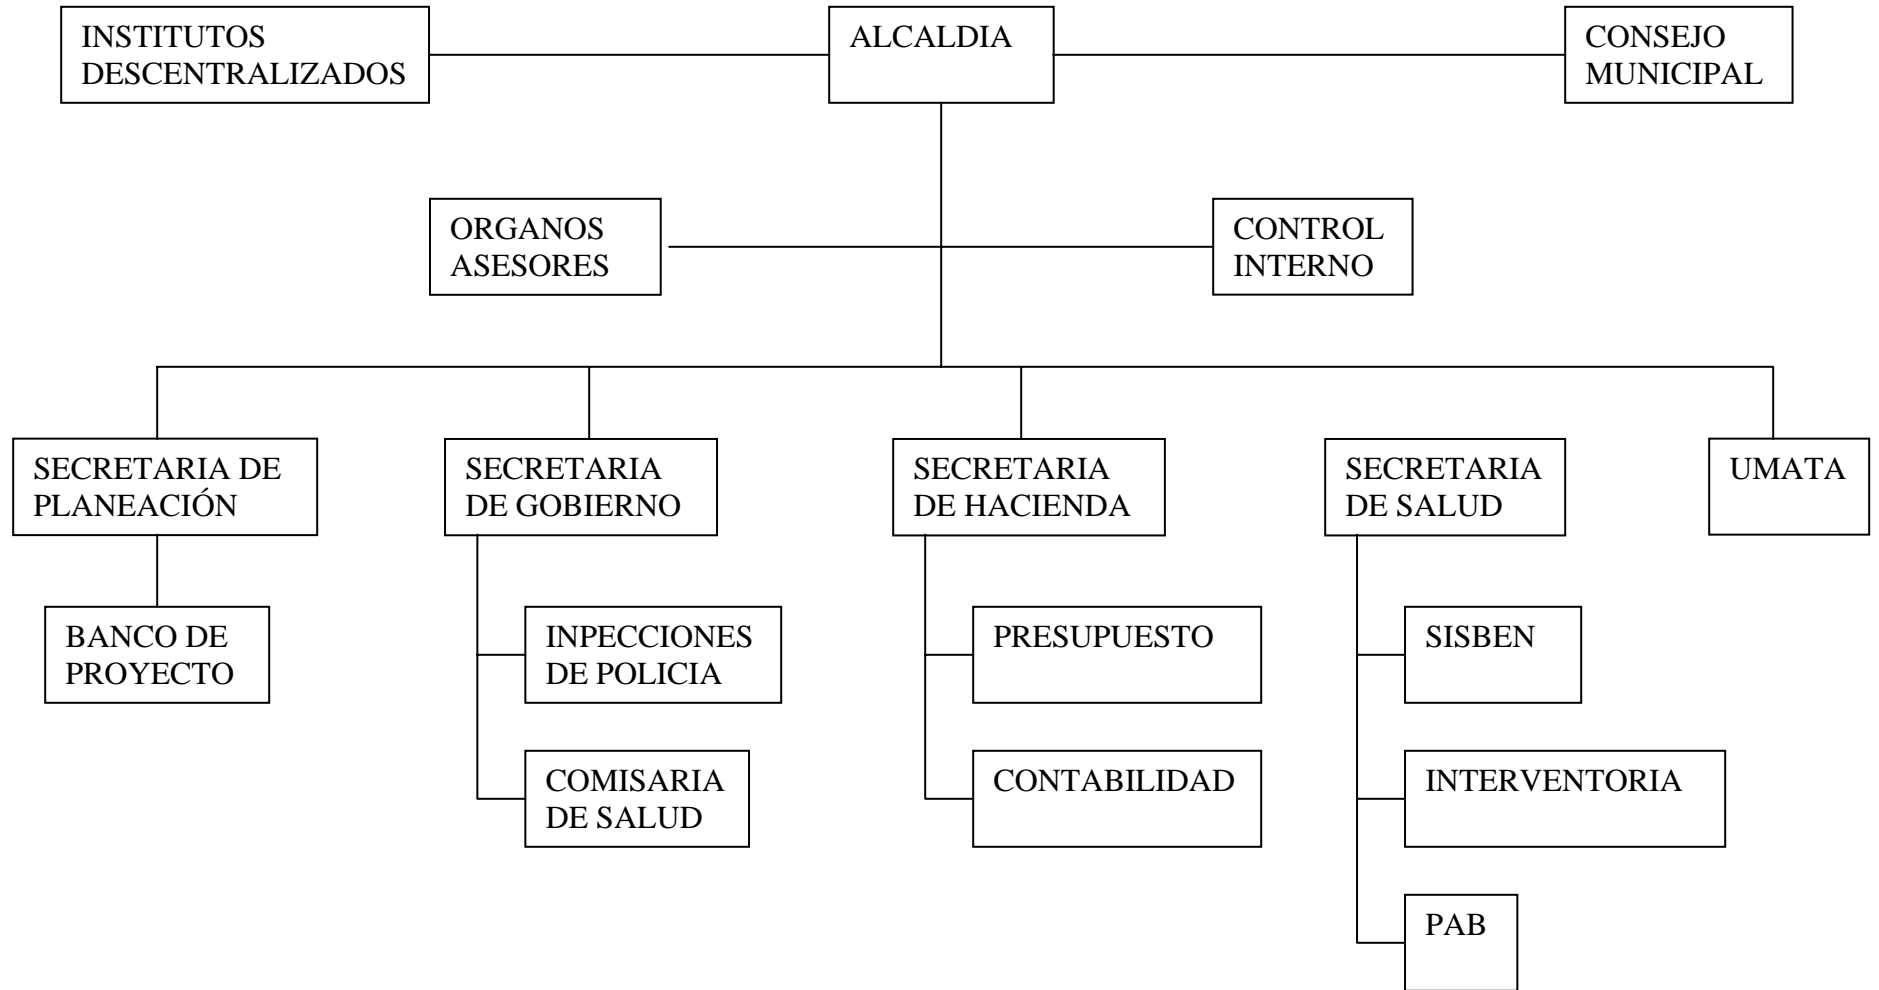 INSTITUTOS
DESCENTRALIZADOS
ALCALDIA
CONSEJO
MUNICIPAL
ORGANOS
ASESORES
CONTROL
INTERNO
SECRETARIA DE
PLANEACIÓN
SECRETARIA
DE GOBIERNO
SECRETARIA
DE HACIENDA
SECRETARIA
DE SALUD
UMATA
BANCO DE
PROYECTO
INPECCIONES
DE POLICIA
PRESUPUESTO
SISBEN
COMISARIA
DE SALUD
CONTABILIDAD
INTERVENTORIA
PAB